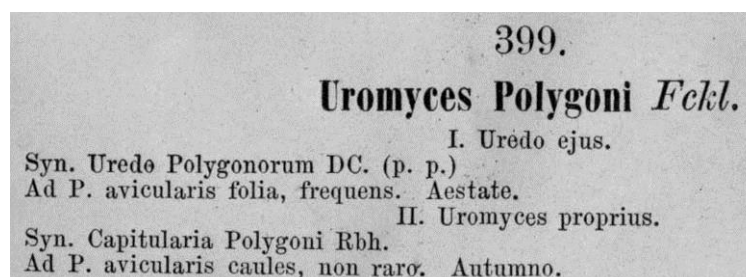 399.
Uromyces Polygoni Fckl.
I. Uredo ejus.
Syn. Uredo Polygonorum DC. (p. p.)
Ad P. avicularis folia, frequens. Aestate.
II. Uromyces proprius.
Syn. Capitularia Polygoni Rbh.
Ad P. avicularis caules, non raro. Autumno.